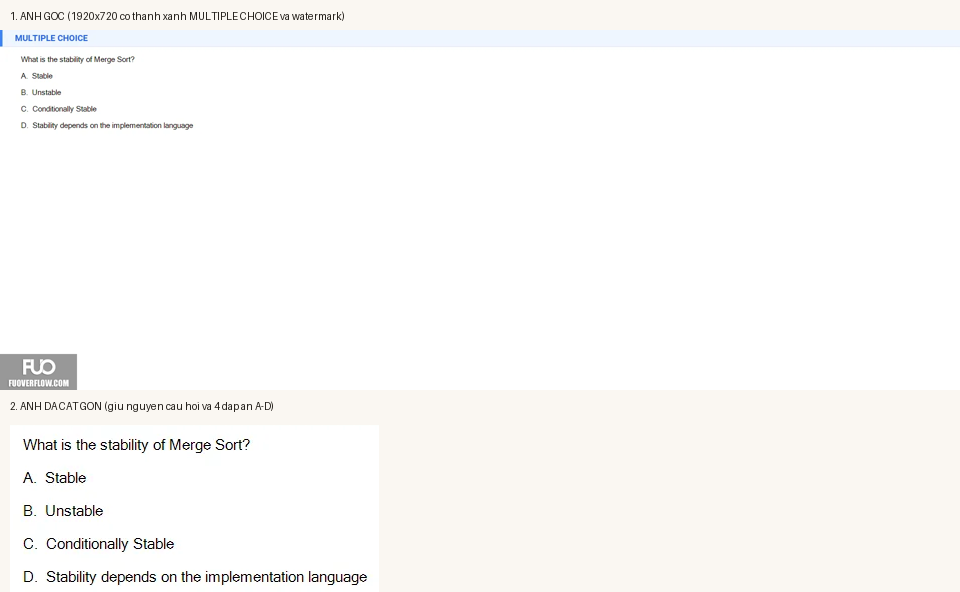 1. ANH GOC (1920x720 co thanh xanh MULTIPLE CHOICE va watermark)
MULTIPLE CHOICE
What is the stability of Merge Sort?
A. Stable
B. Unstable
C. Conditionally Stable
D. Stability depends on the implementation language
FUO
FUOVERFLOW.COM
2. ANH DA CAT GON (giu nguyen cau hoi va 4 dap an A-D)
What is the stability of Merge Sort?
A. Stable
B. Unstable
C. Conditionally Stable
D. Stability depends on the implementation language